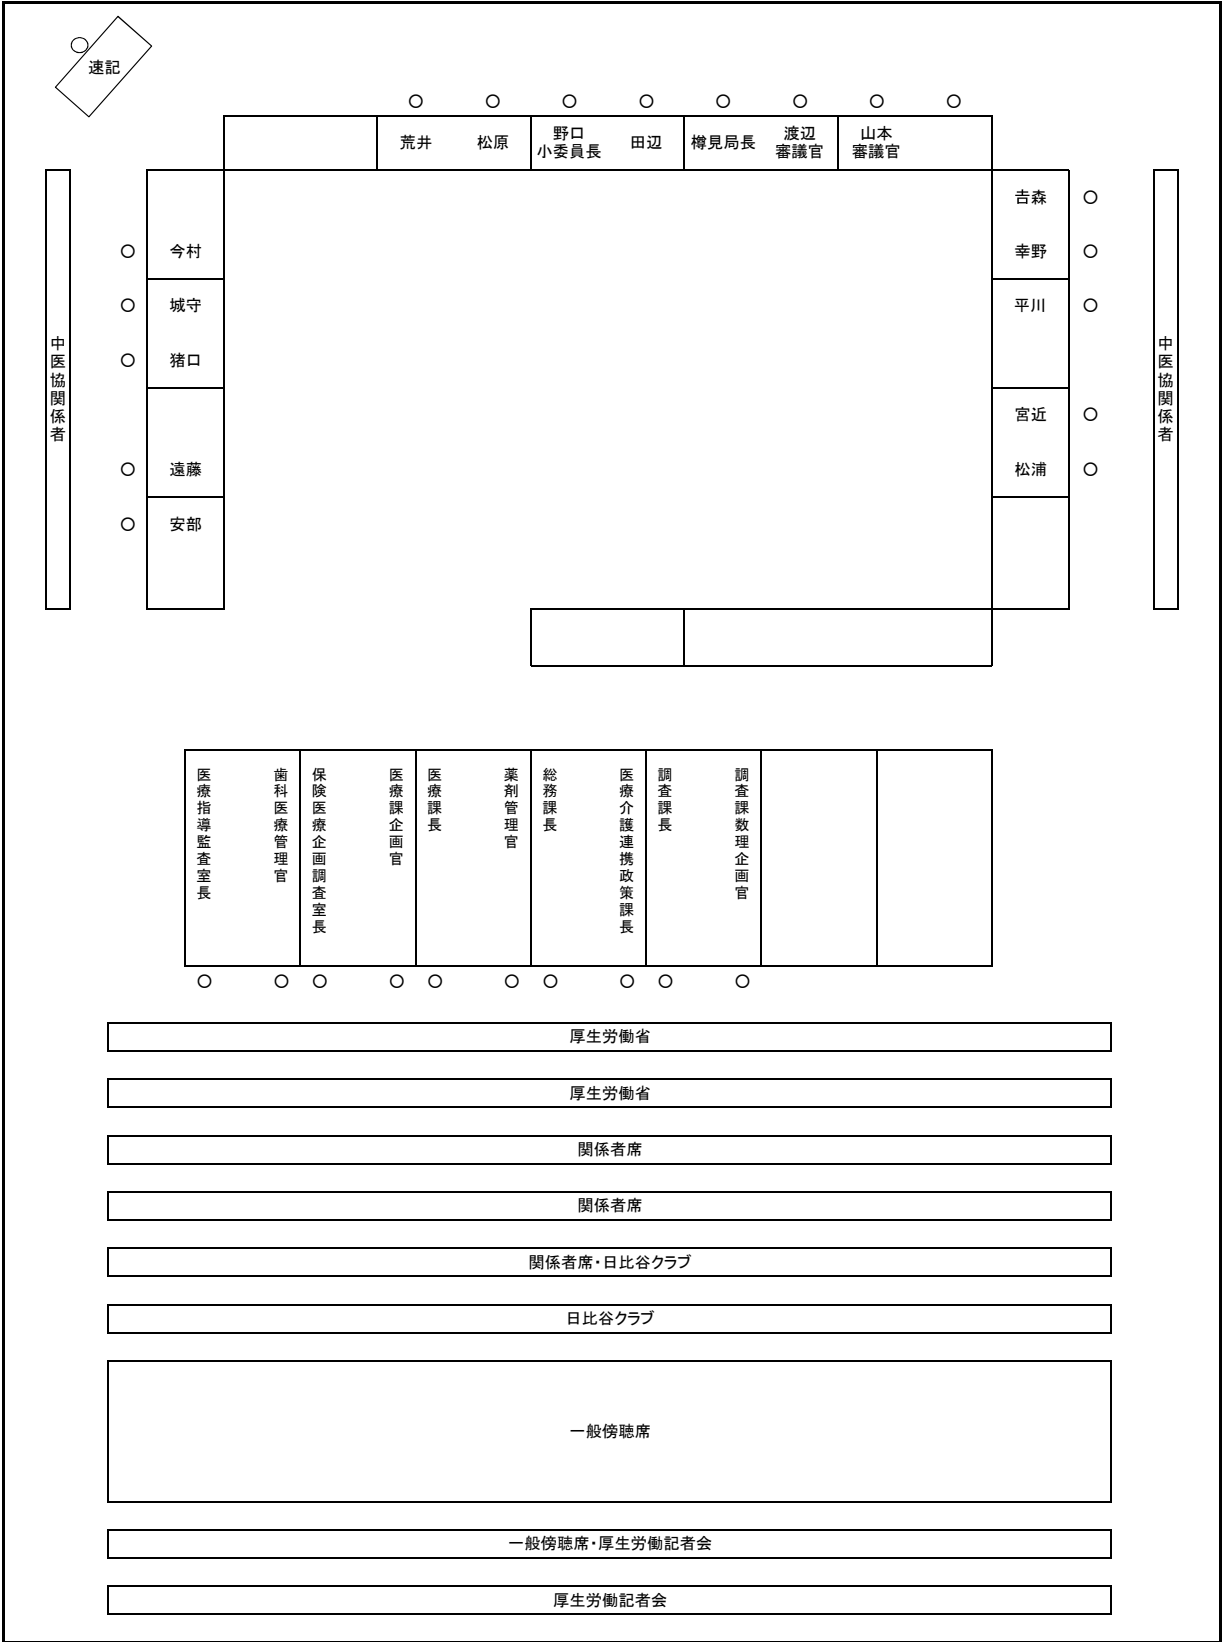 速記
荒井
松原
野口
小委員長
田辺
樽見局長
渡辺
審議官
山本
審議官
吉森
今村
幸野
城守
平川
猪口
宮近
遠藤
松浦
安部
中医協関係者
中医協関係者
医療指導監査室長
歯科医療管理官
保険医療企画調査室長
医療課企画官
医療課長
薬剤管理官
総務課長
医療介護連携政策課長
調査課長
調査課数理企画官
厚生労働省
厚生労働省
関係者席
関係者席
関係者席・日比谷クラブ
日比谷クラブ
一般傍聴席
一般傍聴席・厚生労働記者会
厚生労働記者会